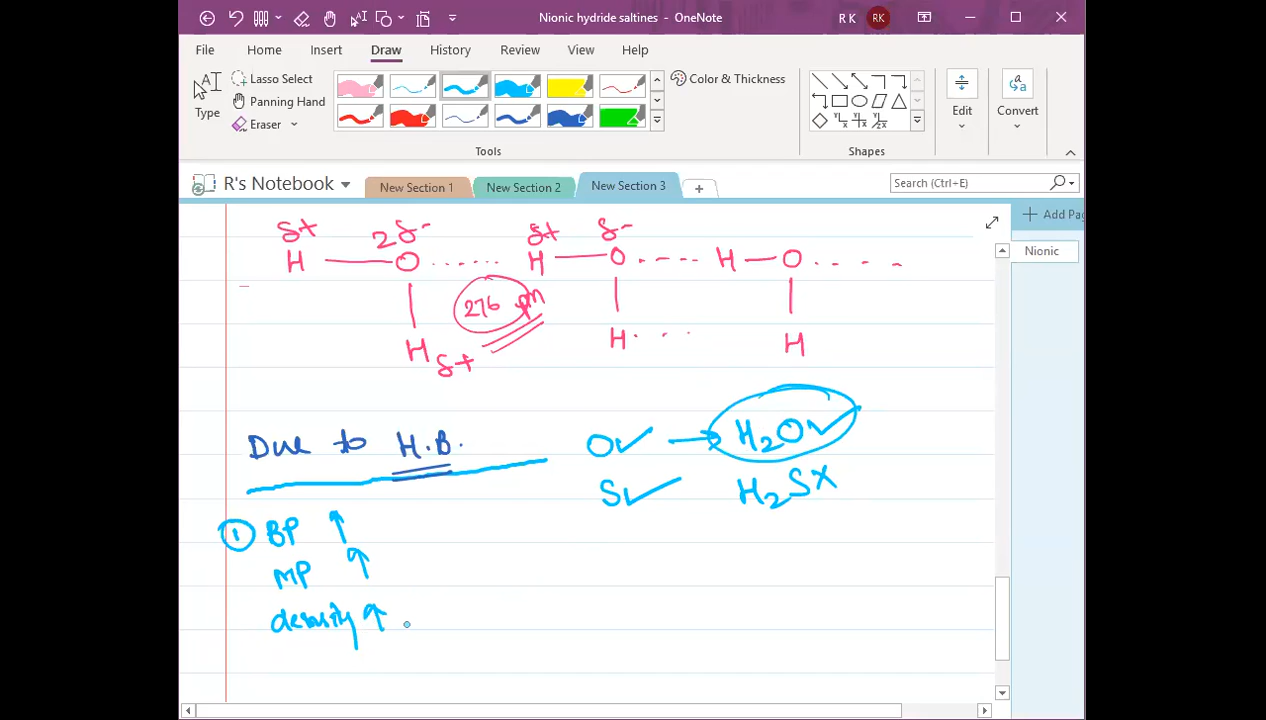 Nionic hydride saltines - OneNote
R K
RK
File Home Insert Draw History Review View Help
Type
Lasso Select
Panning Hand
Eraser
Color & Thickness
Edit
Convert
Tools
Shapes
R's Notebook
New Section 1
New Section 2
New Section 3
Search (Ctrl+E)
Add Pag
Nionic
δ+ 2δ- δ+ δ-
H — O ...... H — O ..... H — O .....
276 pm
H δ+ H.... H
Due to H.B. O✓ → H2O✓
S✓ H2S×
① BP ↑
MP ↑
density ↑